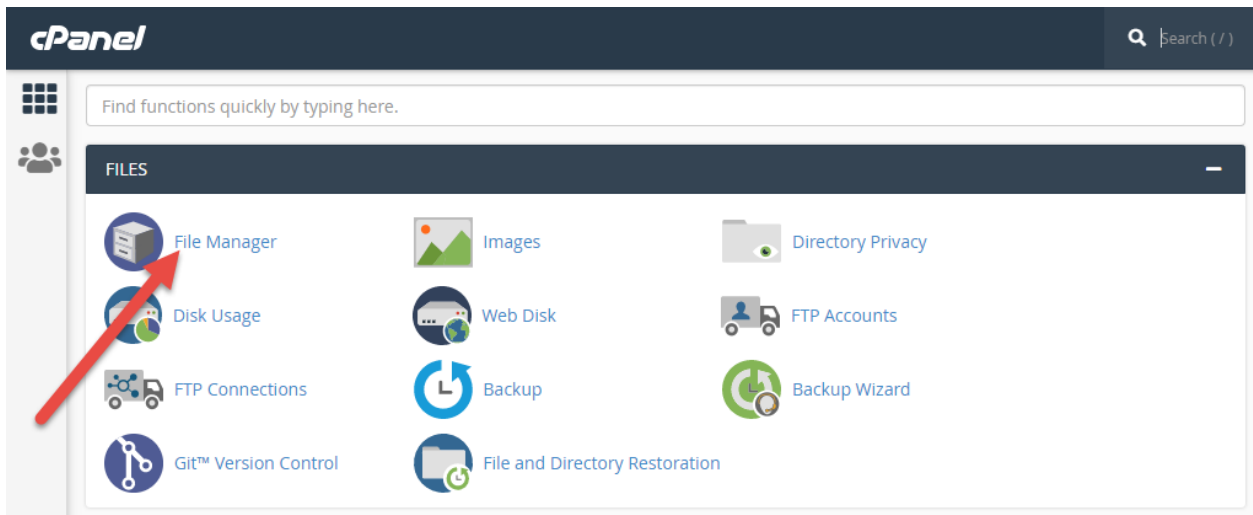 cPanel
Search ( / )
Find functions quickly by typing here.
FILES
File Manager
Images
Directory Privacy
Disk Usage
Web Disk
FTP Accounts
FTP Connections
Backup
Backup Wizard
Git™ Version Control
File and Directory Restoration